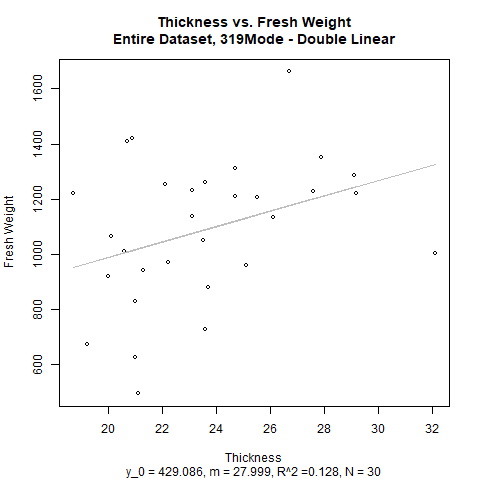 Thickness vs. Fresh Weight
Entire Dataset, 319Mode - Double Linear
1600
1400
1200
1000
800
600
Fresh Weight
20 22 24 26 28 30 32
Thickness
y_0 = 429.086, m = 27.999, R^2 =0.128, N = 30